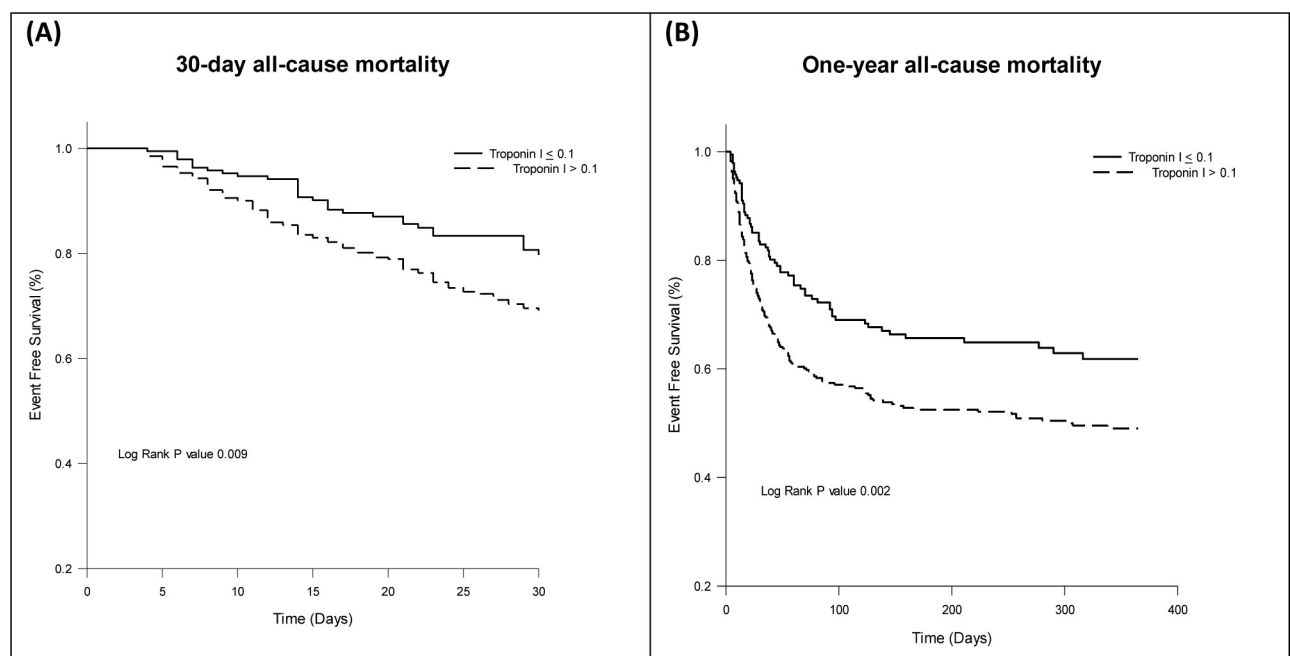 (A)
30-day all-cause mortality
1.0
0.8
0.6
0.4
0.2
Event Free Survival (%)
Troponin I ≤ 0.1
Troponin I > 0.1
Log Rank P value 0.009
0 5 10 15 20 25 30
Time (Days)
(B)
One-year all-cause mortality
1.0
0.8
0.6
0.4
0.2
Event Free Survival (%)
Troponin I ≤ 0.1
Troponin I > 0.1
Log Rank P value 0.002
0 100 200 300 400
Time (Days)